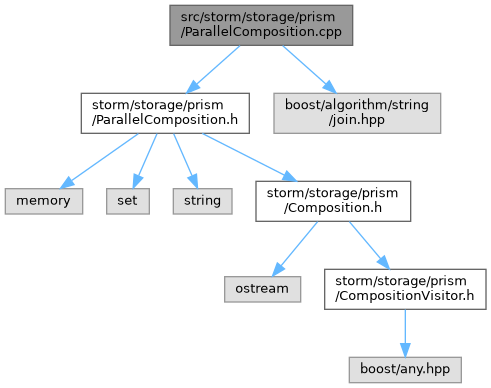 src/storm/storage/prism
/ParallelComposition.cpp
storm/storage/prism
/ParallelComposition.h
boost/algorithm/string
/join.hpp
memory
set
string
storm/storage/prism
/Composition.h
ostream
storm/storage/prism
/CompositionVisitor.h
boost/any.hpp